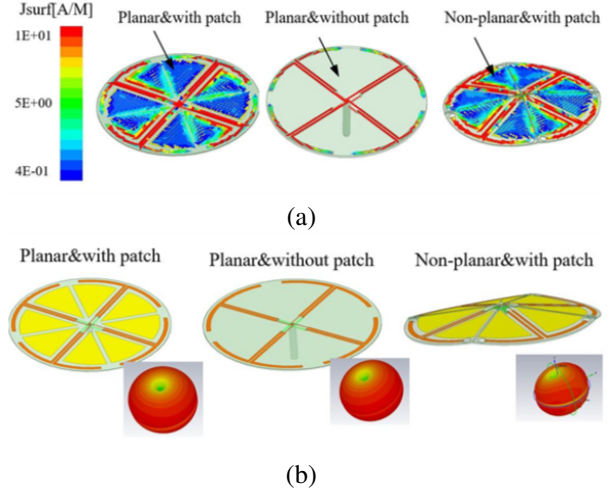 Jsurf[A/M]
1E+01
5E+00
4E-01
Planar&with patch
Planar&without patch
Non-planar&with patch
(a)
Planar&with patch
Planar&without patch
Non-planar&with patch
(b)